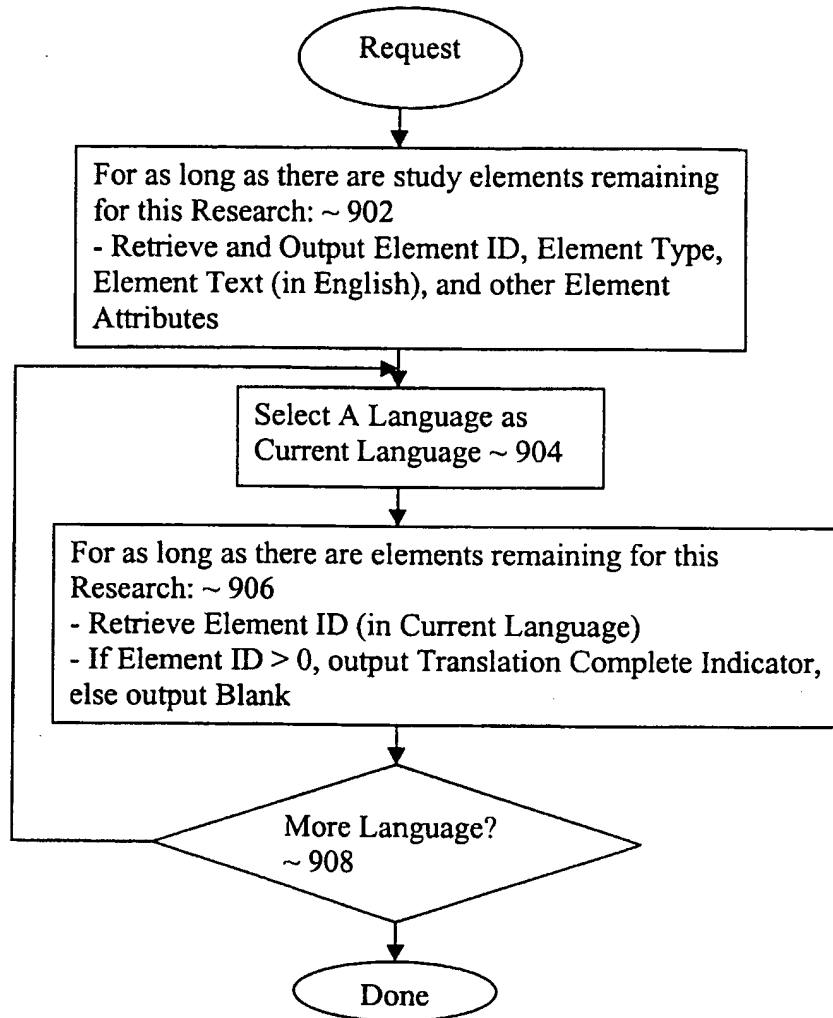 Request
For as long as there are study elements remaining
for this Research: ~ 902
- Retrieve and Output Element ID, Element Type,
Element Text (in English), and other Element
Attributes
Select A Language as
Current Language ~ 904
For as long as there are elements remaining for this
Research: ~ 906
- Retrieve Element ID (in Current Language)
- If Element ID > 0, output Translation Complete Indicator,
else output Blank
More Language?
~ 908
Done